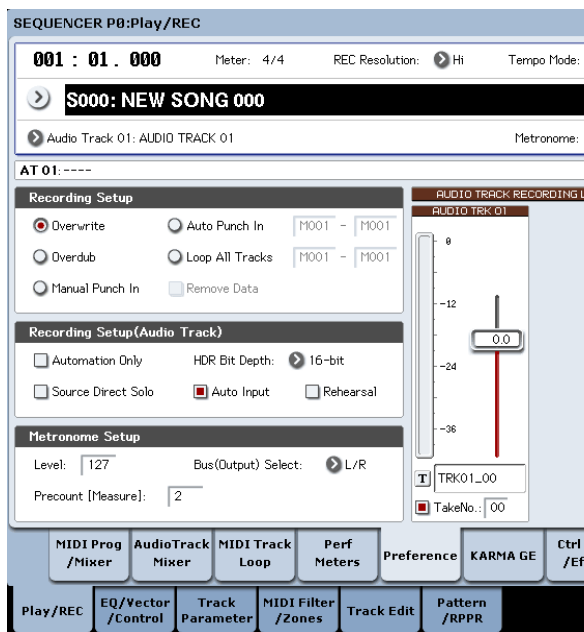 SEQUENCER P0:Play/REC
001 : 01 . 000 Meter: 4/4 REC Resolution: Hi Tempo Mode:
S000: NEW SONG 000
Audio Track 01: AUDIO TRACK 01 Metronome:
AT 01:----
Recording Setup
Overwrite Auto Punch In M001 - M001
Overdub Loop All Tracks M001 - M001
Manual Punch In Remove Data
Recording Setup(Audio Track)
Automation Only HDR Bit Depth: 16-bit
Source Direct Solo Auto Input Rehearsal
Metronome Setup
Level: 127 Bus(Output) Select: L/R
Precount [Measure]: 2
AUDIO TRACK RECORDING L
AUDIO TRK 01
0
-12
0.0
-24
-36
T TRK01_00
TakeNo.: 00
MIDI Prog /Mixer
AudioTrack Mixer
MIDI Track Loop
Perf Meters
Preference
KARMA GE
Ctrl /Ef
Play/REC
EQ/Vector /Control
Track Parameter
MIDI Filter /Zones
Track Edit
Pattern /RPPR